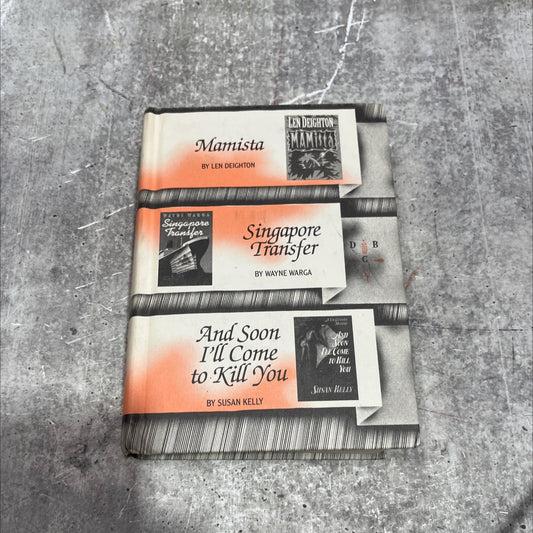 Mamista
BY LEN DEIGHTON
LEN DEIGHTON
MAMISTA
WAYNE WARGA
Singapore
Transfer
Singapore
Transfer
BY WAYNE WARGA
D B
C
And Soon
I'll Come
to Kill You
BY SUSAN KELLY
AND
SOON
I'LL COME
TO KILL
YOU
SUSAN KELLY